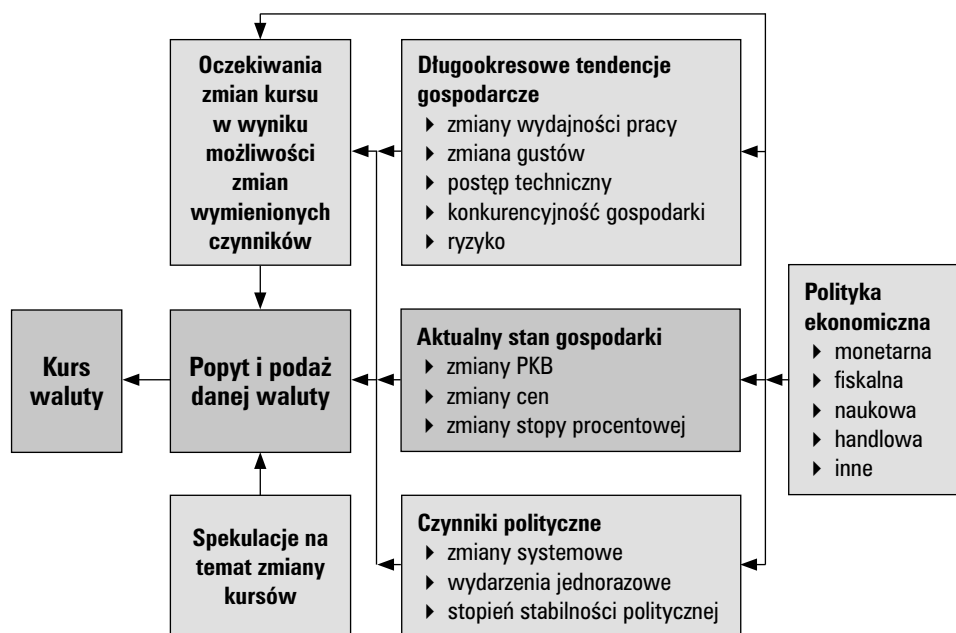 Oczekiwania
zmian kursu
w wyniku
możliwości
zmian
wymienionych
czynników
Długookresowe tendencje
gospodarcze
zmiany wydajności pracy
zmiana gustów
postęp techniczny
konkurencyjność gospodarki
ryzyko
Kurs
waluty
Popyt i podaż
danej waluty
Aktualny stan gospodarki
zmiany PKB
zmiany cen
zmiany stopy procentowej
Polityka
ekonomiczna
monetarna
fiskalna
naukowa
handlowa
inne
Spekulacje na
temat zmiany
kursów
Czynniki polityczne
zmiany systemowe
wydarzenia jednorazowe
stopień stabilności politycznej